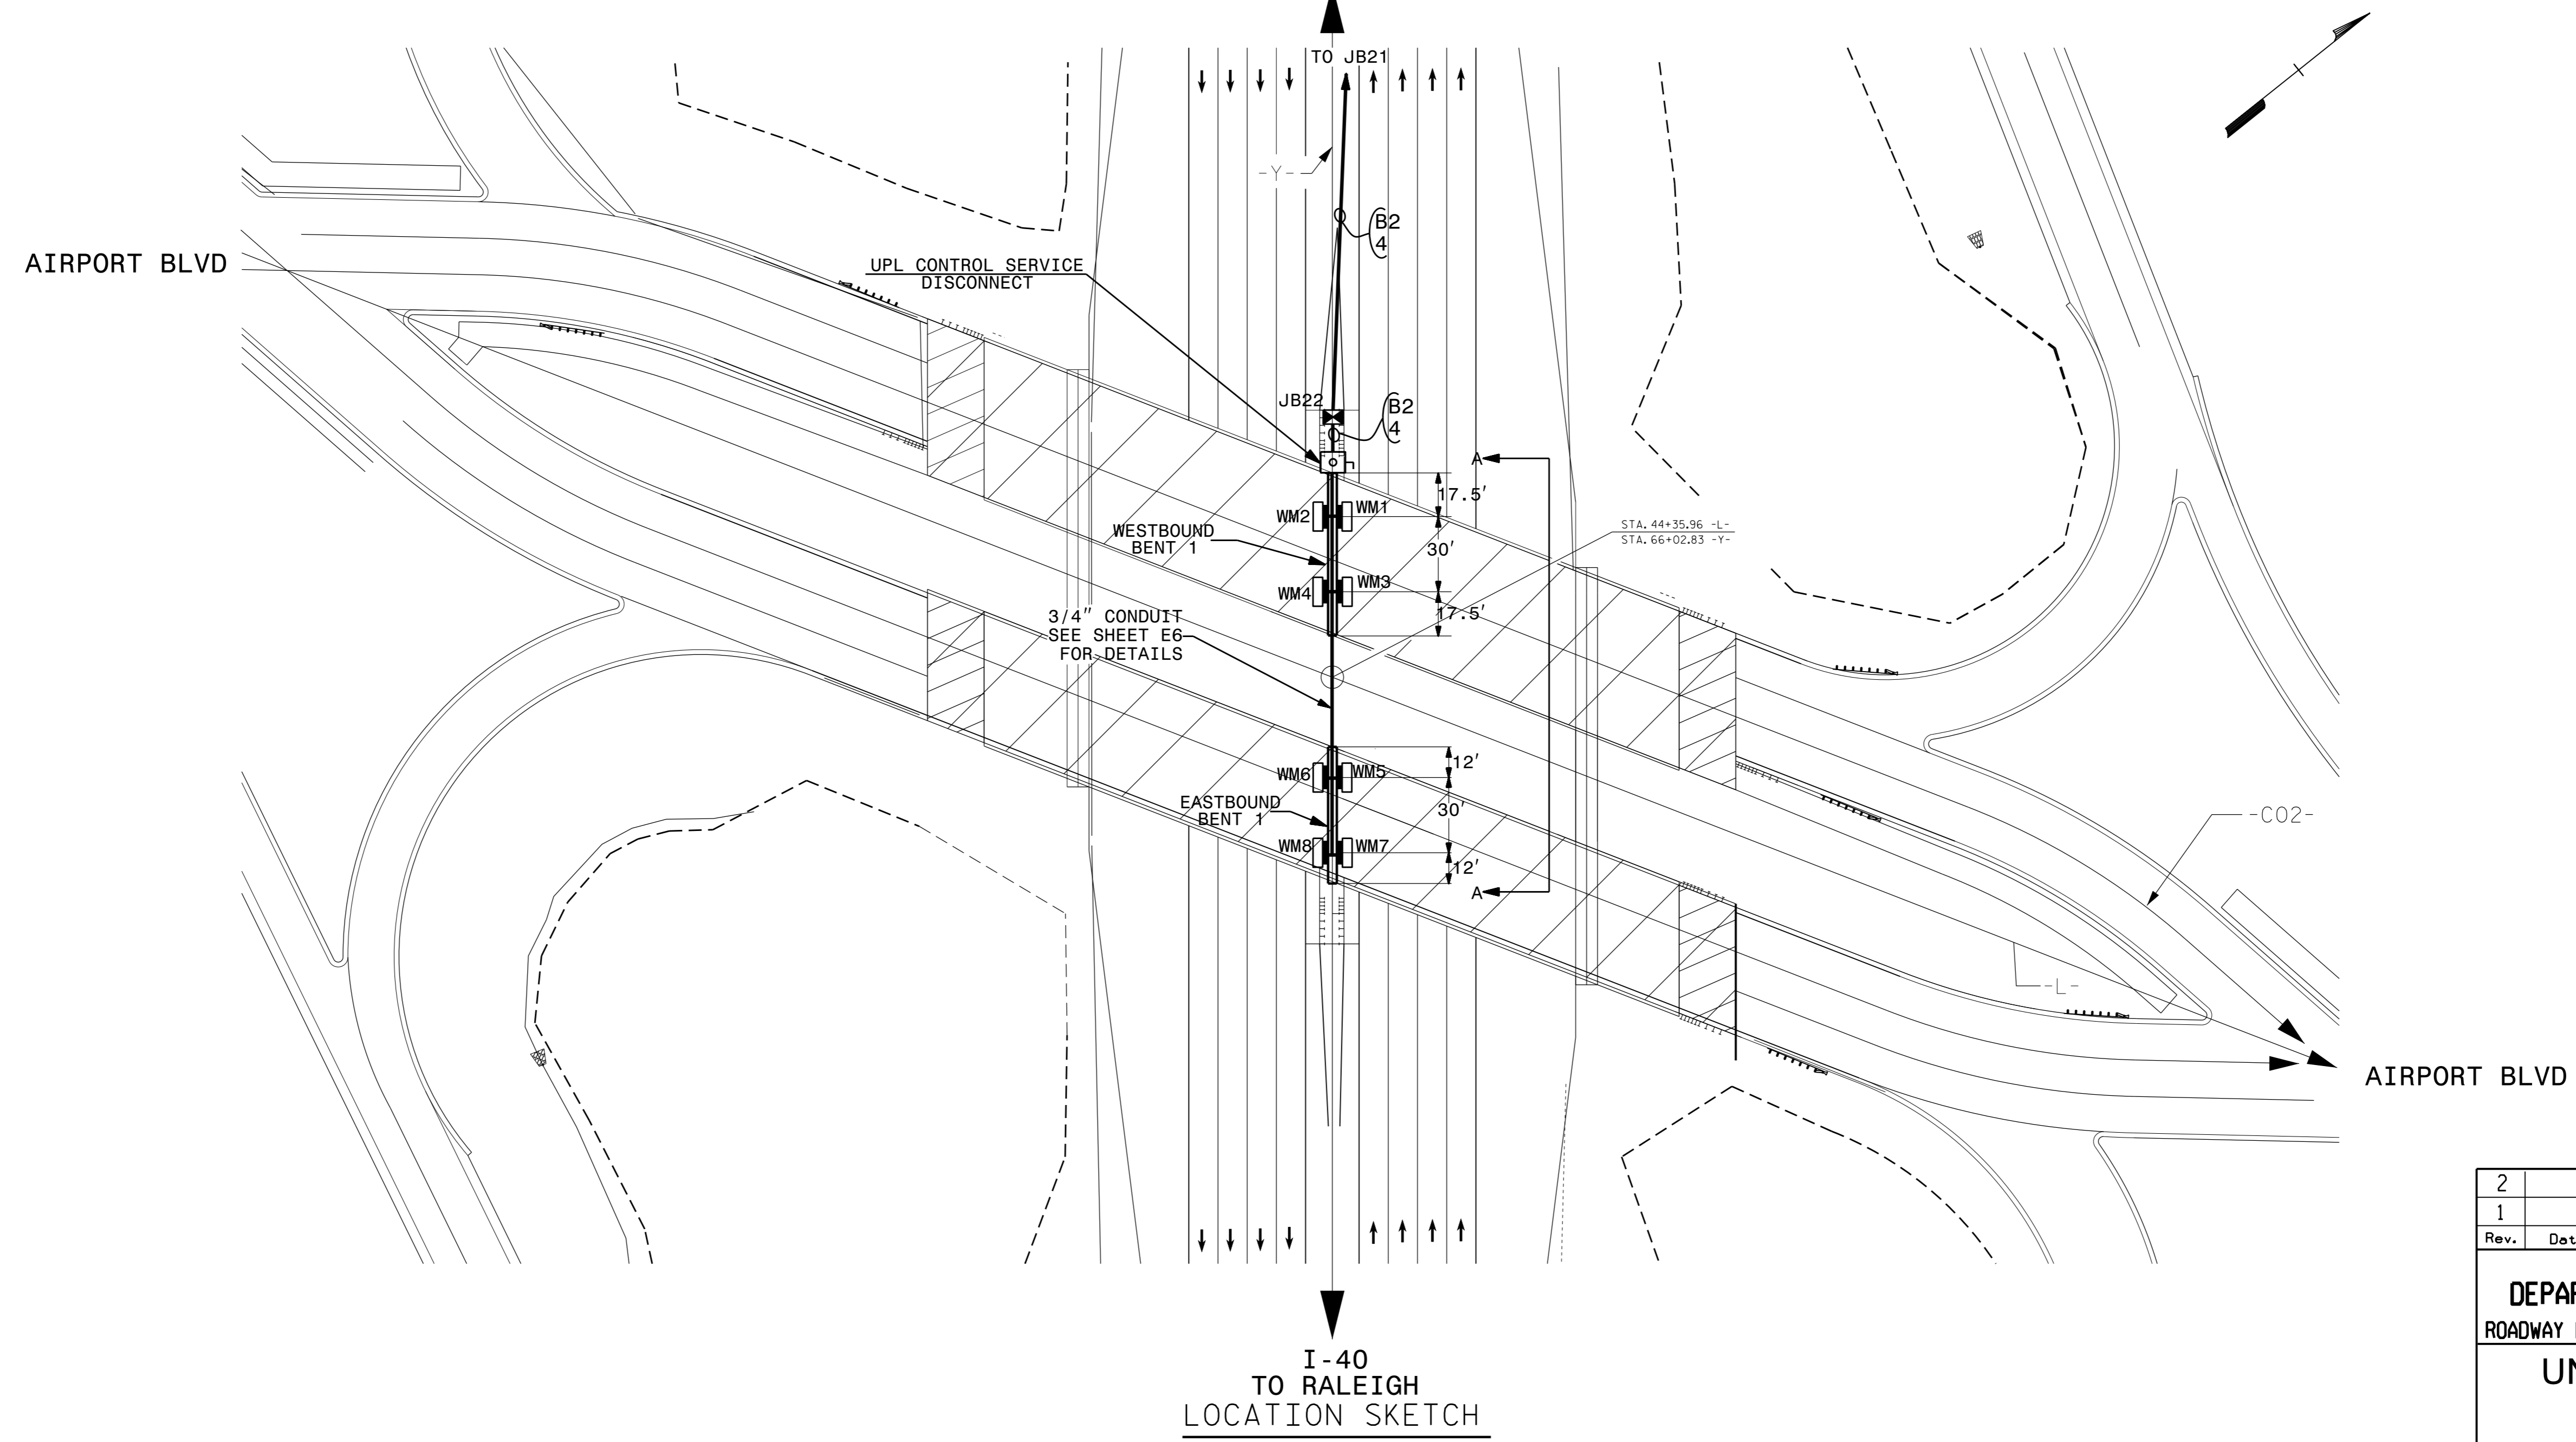 TO JB21
-Y-
B2
4
AIRPORT BLVD
UPL CONTROL SERVICE
DISCONNECT
JB22
B2
4
A
17.5'
WM2
WM1
WESTBOUND
BENT 1
30'
STA. 44+35.96 -L-
STA. 66+02.83 -Y-
WM4
WM3
17.5'
3/4" CONDUIT
SEE SHEET E6
FOR DETAILS
12'
WM6
WM5
EASTBOUND
BENT 1
30'
-CO2-
WM8
WM7
12'
A
-L-
AIRPORT BLVD
2
1
Rev.
I-40
TO RALEIGH
LOCATION SKETCH
ROADWAY